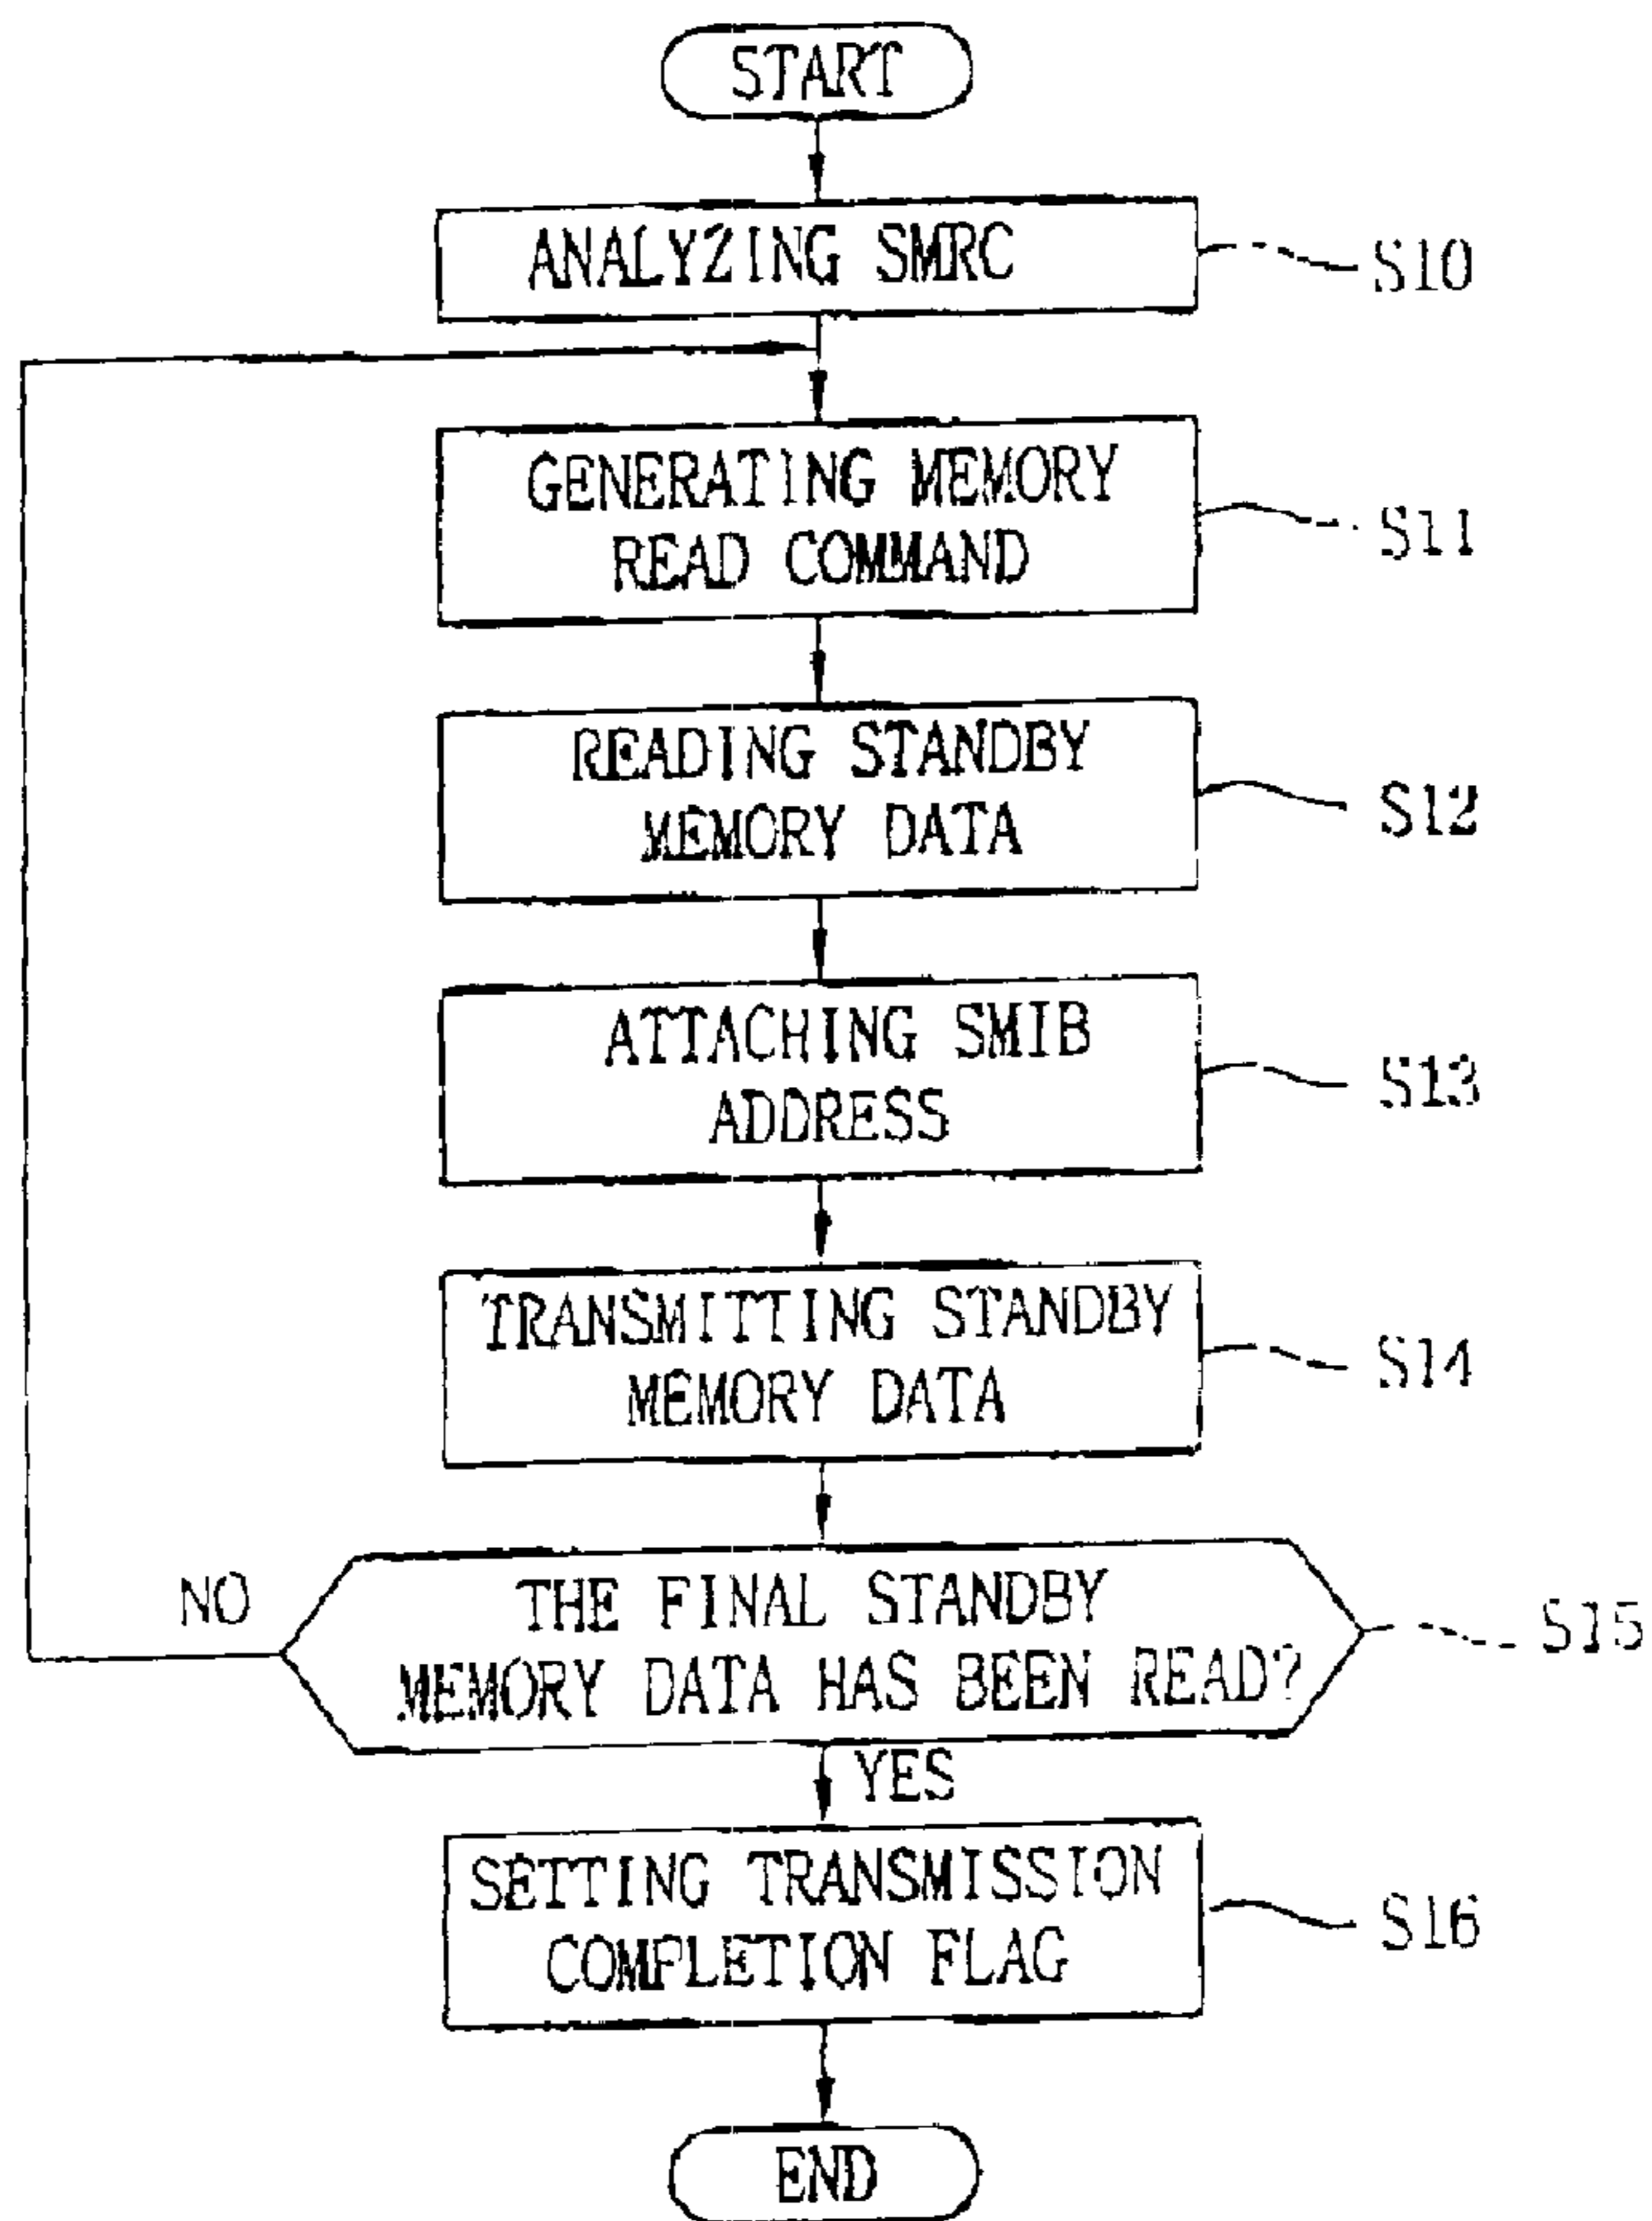 START
ANALYZING SMRC
S10
GENERATING MEMORY
READ COMMAND
S11
READING STANDBY
MEMORY DATA
S12
ATTACHING SMIB
ADDRESS
S13
TRANSMITTING STANDBY
MEMORY DATA
S14
NO
THE FINAL STANDBY
MEMORY DATA HAS BEEN READ?
S15
YES
SETTING TRANSMISSION
COMPLETION FLAG
S16
END